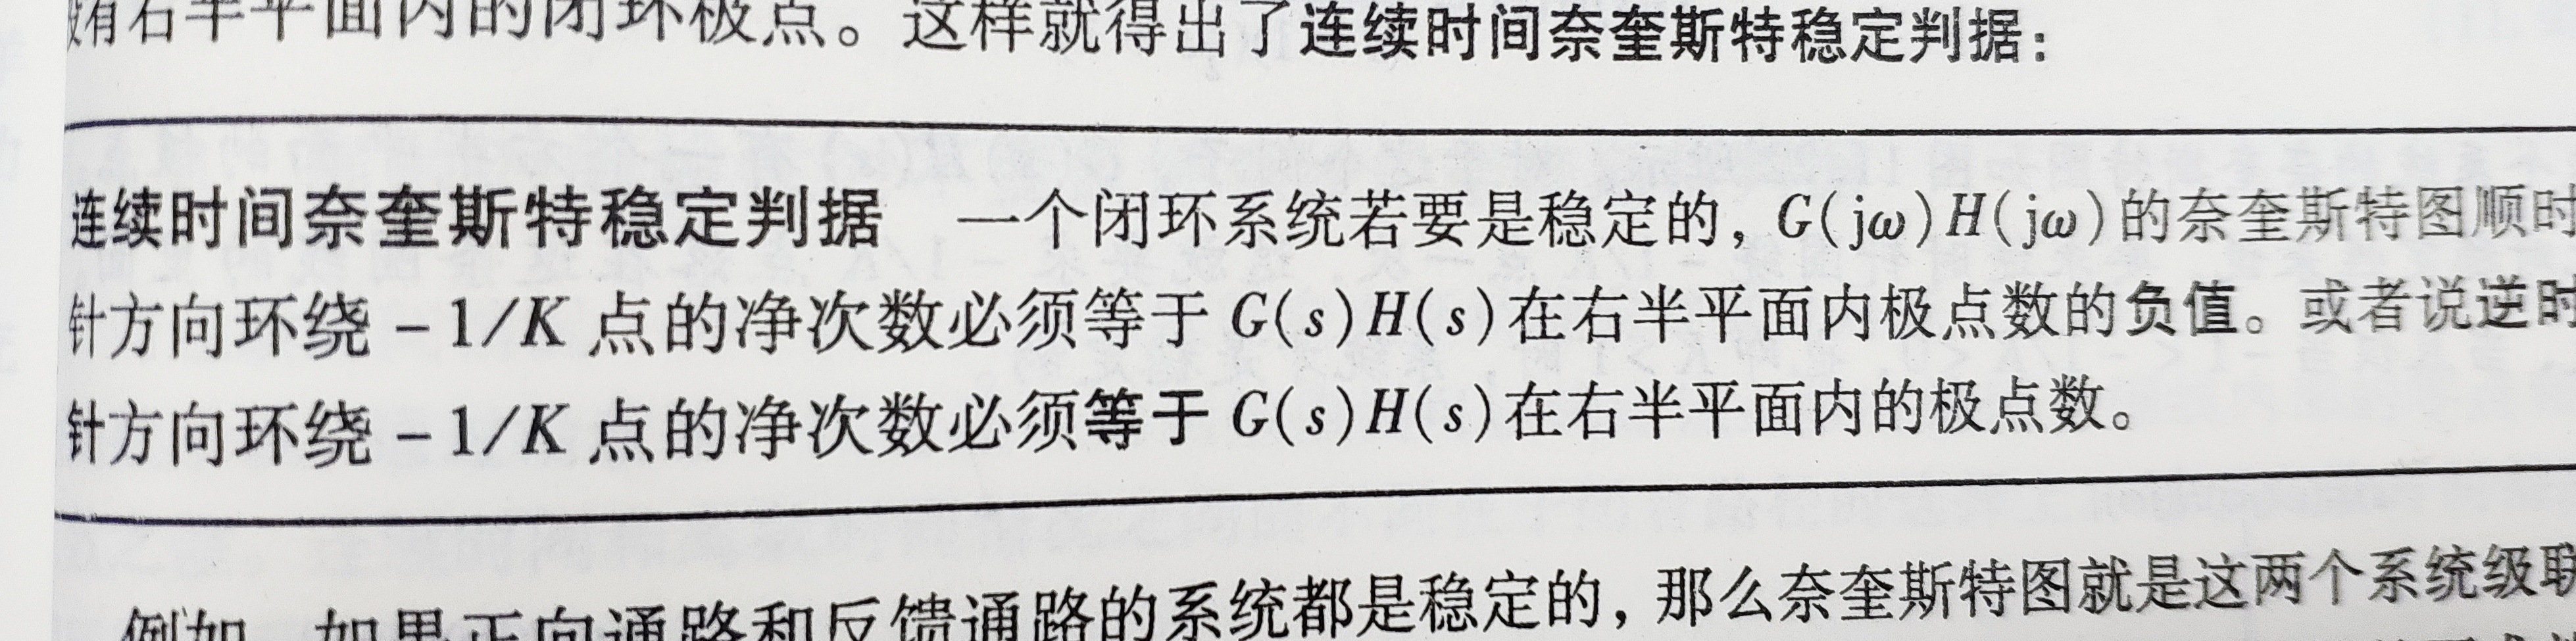 右半平面内的闭环极点。这样就得出了连续时间奈奎斯特稳定判据：
连续时间奈奎斯特稳定判据 一个闭环系统若要是稳定的，G(jω)H(jω)的奈奎斯特图顺时
针方向环绕 －1/K 点的净次数必须等于 G(s)H(s)在右半平面内极点数的负值。或者说逆时
针方向环绕 －1/K 点的净次数必须等于 G(s)H(s)在右半平面内的极点数。
例如，如果正向通路和反馈通路的系统都是稳定的，那么奈奎斯特图就是这两个系统级联